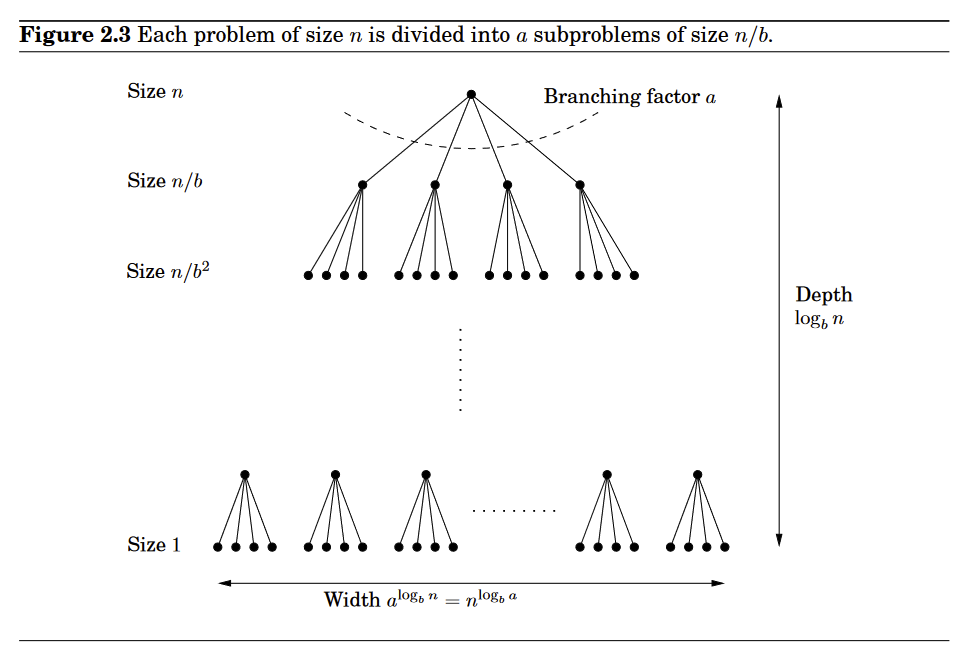 Figure 2.3 Each problem of size n is divided into a subproblems of size n/b.
Size n
Branching factor a
Size n/b
Size n/b²
Depth
log_b n
Size 1
Width a^{log_b n} = n^{log_b a}